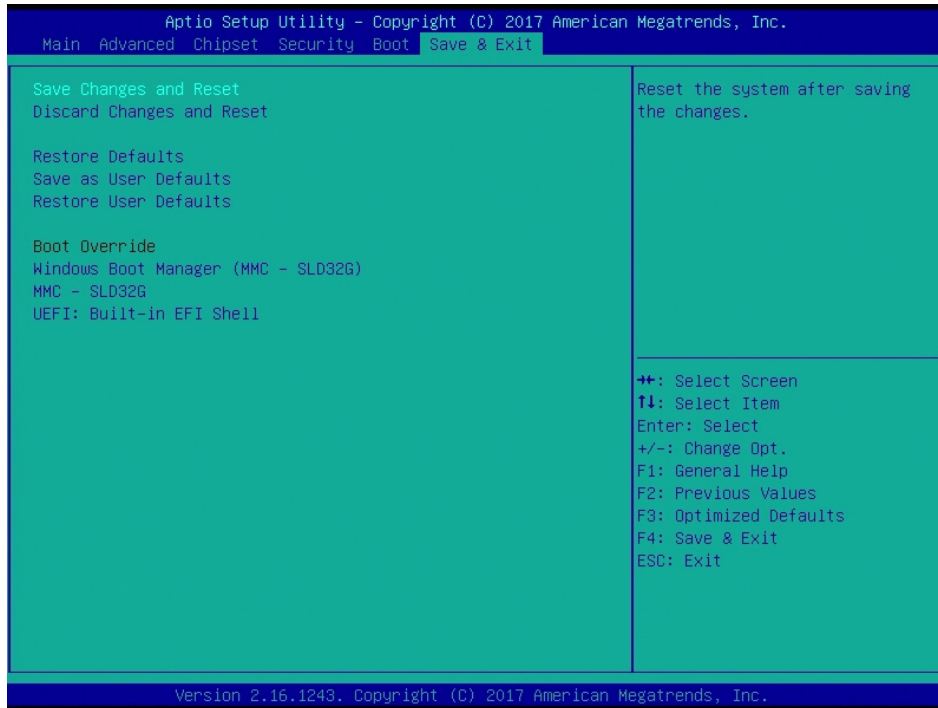 Aptio Setup Utility – Copyright (C) 2017 American Megatrends, Inc.
Main Advanced Chipset Security Boot Save & Exit
Save Changes and Reset
Discard Changes and Reset
Restore Defaults
Save as User Defaults
Restore User Defaults
Boot Override
Windows Boot Manager (MMC – SLD32G)
MMC – SLD32G
UEFI: Built-in EFI Shell
Reset the system after saving
the changes.
→←: Select Screen
↑↓: Select Item
Enter: Select
+/-: Change Opt.
F1: General Help
F2: Previous Values
F3: Optimized Defaults
F4: Save & Exit
ESC: Exit
Version 2.16.1243. Copyright (C) 2017 American Megatrends, Inc.